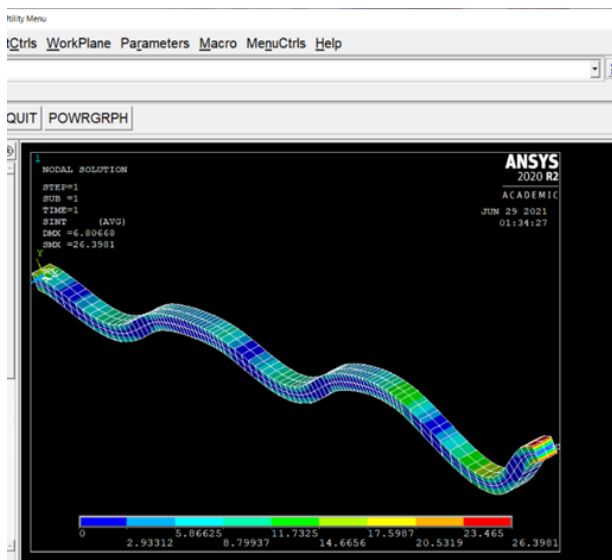 Utility Menu
tCtrls WorkPlane Parameters Macro MenuCtrls Help
QUIT POWRGRPH
1
NODAL SOLUTION
STEP=1
SUB =1
TIME=1
SINT (AVG)
DMX =6.80668
SMX =26.3981
ANSYS
2020 R2
ACADEMIC
JUN 29 2021
01:34:27
Y
0 5.86625 11.7325 17.5987 23.465
2.93312 8.79937 14.6656 20.5319 26.3981